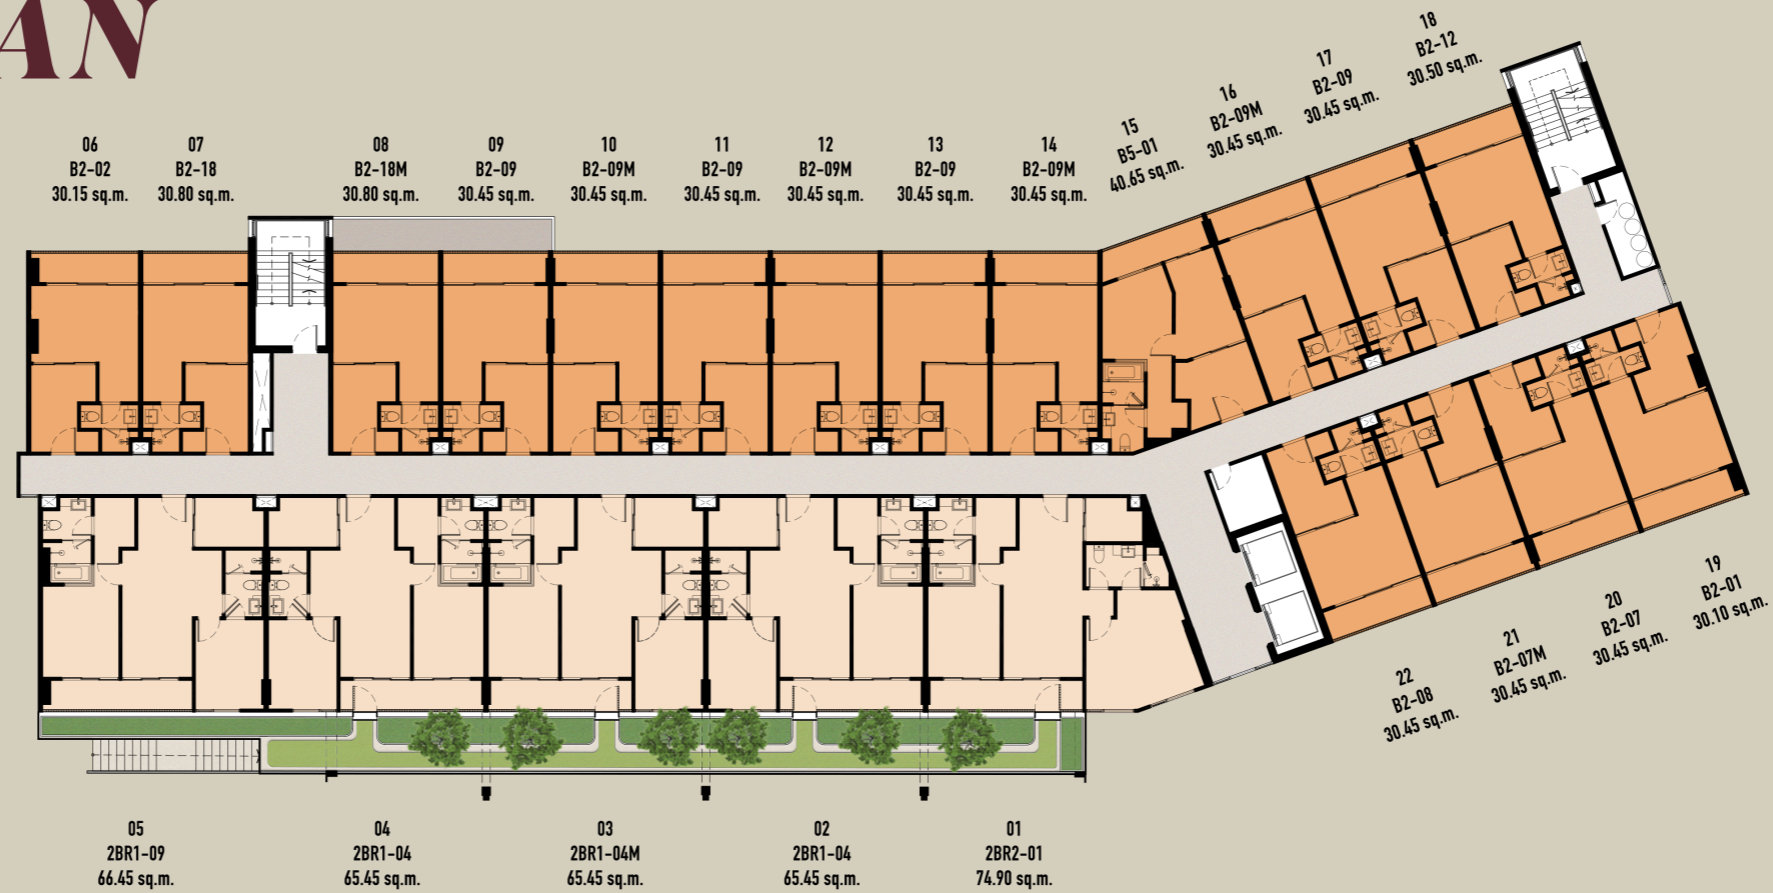 AN
06
B2-02
30.15 sq.m.
07
B2-18
30.80 sq.m.
08
B2-18M
30.80 sq.m.
09
B2-09
30.45 sq.m.
10
B2-09M
30.45 sq.m.
11
B2-09
30.45 sq.m.
12
B2-09M
30.45 sq.m.
13
B2-09
30.45 sq.m.
14
B2-09M
30.45 sq.m.
15
B5-01
40.65 sq.m.
16
B2-09M
30.45 sq.m.
17
B2-09
30.45 sq.m.
18
B2-12
30.50 sq.m.
19
B2-01
30.10 sq.m.
20
B2-07
30.45 sq.m.
21
B2-07M
30.45 sq.m.
22
B2-08
30.45 sq.m.
05
2BR1-09
66.45 sq.m.
04
2BR1-04
65.45 sq.m.
03
2BR1-04M
65.45 sq.m.
02
2BR1-04
65.45 sq.m.
01
2BR2-01
74.90 sq.m.